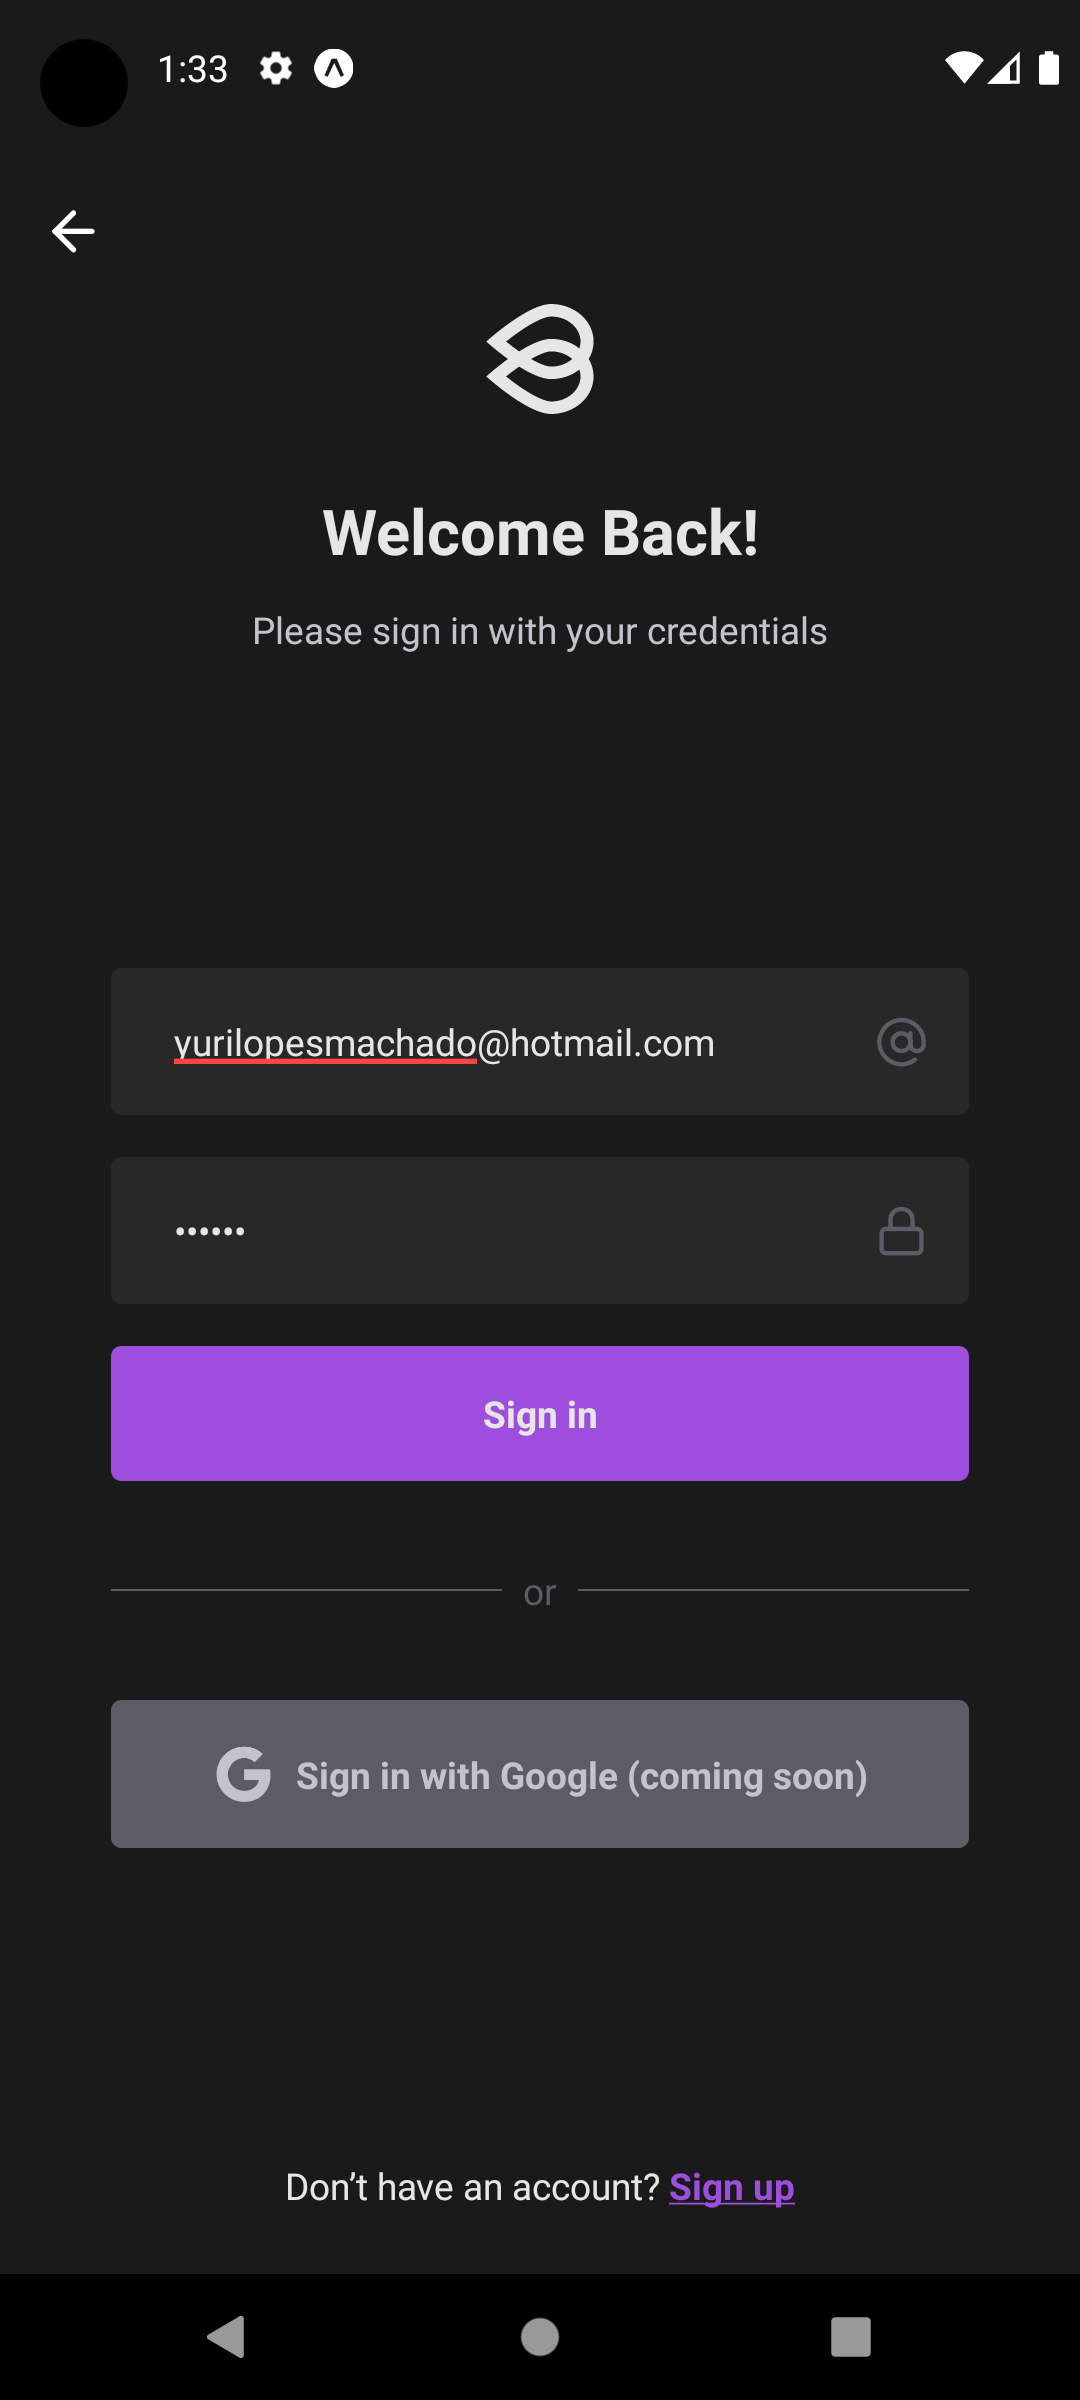 1:33
Welcome Back!
Please sign in with your credentials
yurilopesmachado@hotmail.com
••••••
Sign in
or
Sign in with Google (coming soon)
Don’t have an account? Sign up